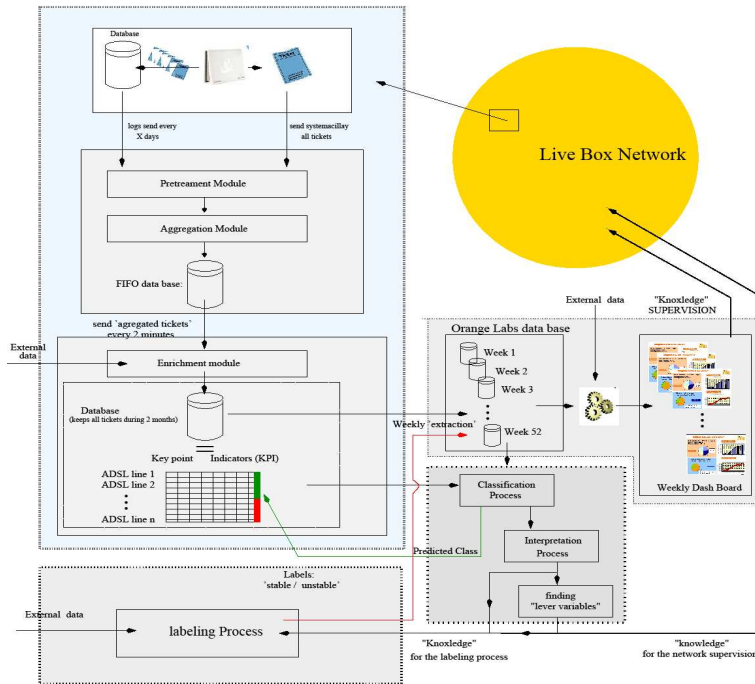 Database
logs send every
X days
send systemacillay
all tickets
Pretreament Module
Aggregation Module
FIFO data base:
send 'agregated tickets'
every 2 minutes
External
data
Enrichment module
Database
(keeps all tickets during 2 months)
Key point
Indicators (KPI)
ADSL line 1
ADSL line 2
ADSL line n
Live Box Network
External data
"Knoxledge"
SUPERVISION
Orange Labs data base
Week 1
Week 2
Week 3
Week 52
Weekly 'extraction'
Weekly Dash Board
Classification
Process
Predicted Class
Interpretation
Process
finding
"lever variables"
Labels:
'stable / unstable'
External data
labeling Process
"Knoxledge"
for the labeling process
"knowledge"
for the network supervision